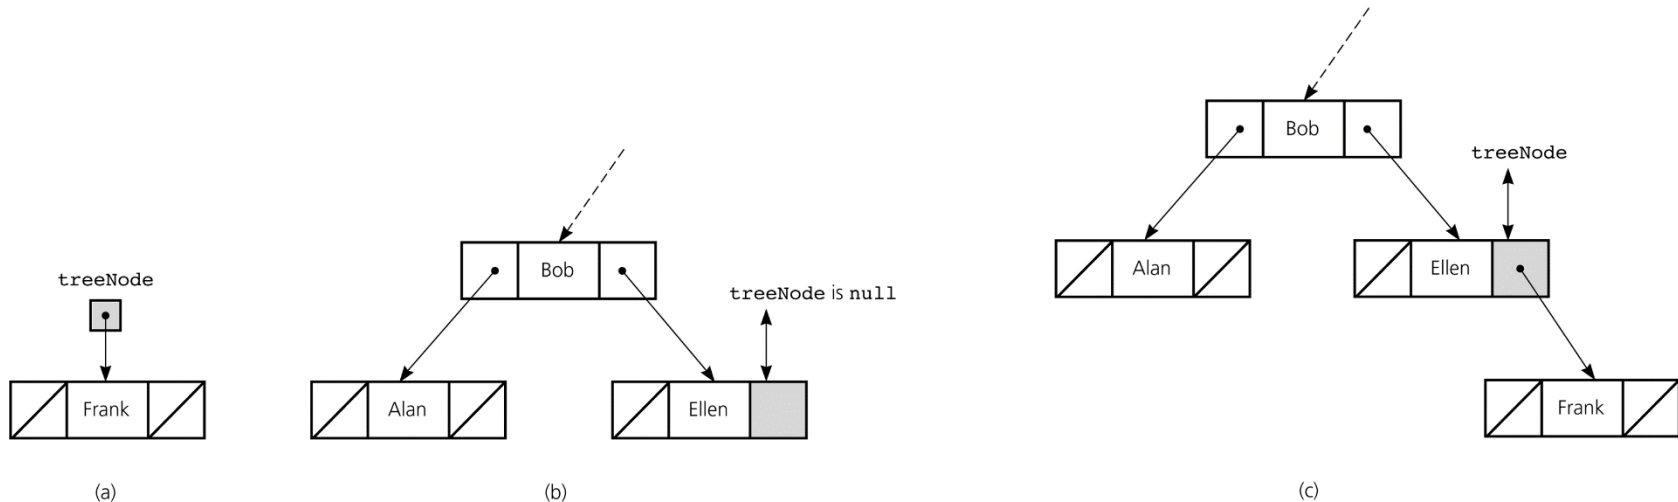 treeNode
Frank
(a)
Bob
treeNode is null
Alan
Ellen
(b)
Bob
treeNode
Alan
Ellen
Frank
(c)